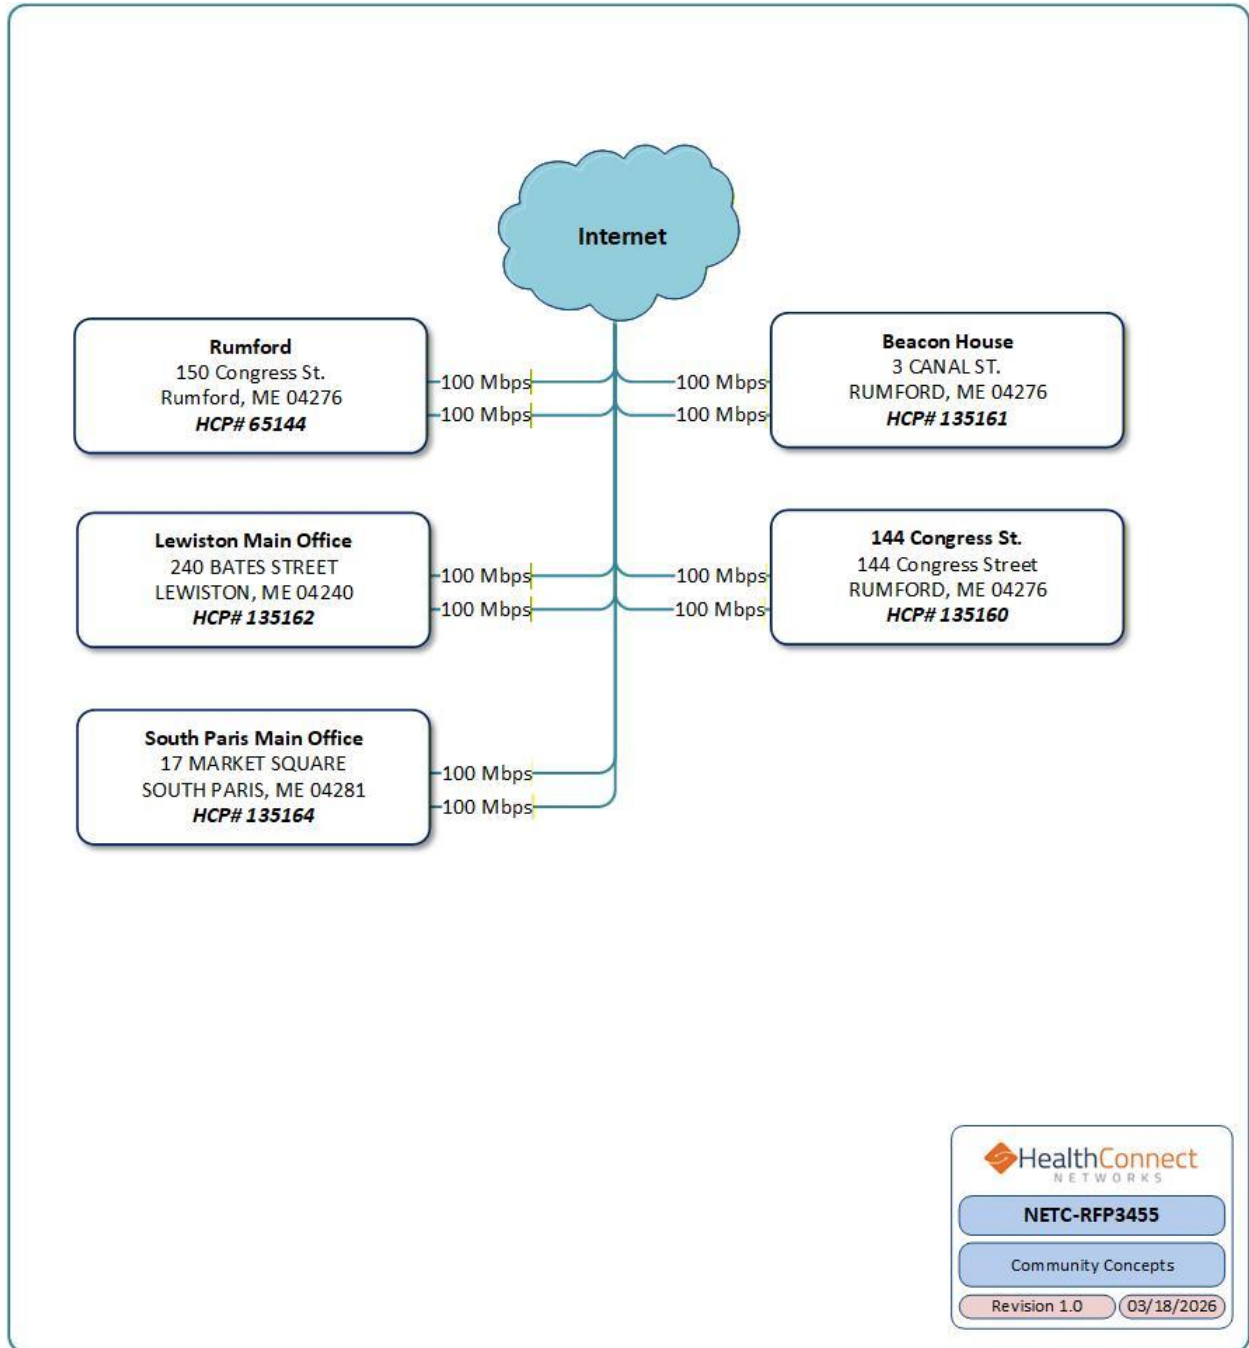 Internet
Rumford
150 Congress St.
Rumford, ME 04276
HCP# 65144
100 Mbps
100 Mbps
100 Mbps
100 Mbps
Beacon House
3 CANAL ST.
RUMFORD, ME 04276
HCP# 135161
Lewiston Main Office
240 BATES STREET
LEWISTON, ME 04240
HCP# 135162
100 Mbps
100 Mbps
100 Mbps
100 Mbps
144 Congress St.
144 Congress Street
RUMFORD, ME 04276
HCP# 135160
South Paris Main Office
17 MARKET SQUARE
SOUTH PARIS, ME 04281
HCP# 135164
100 Mbps
100 Mbps
HealthConnect
NETWORKS
NETC-RFP3455
Community Concepts
Revision 1.0
03/18/2026